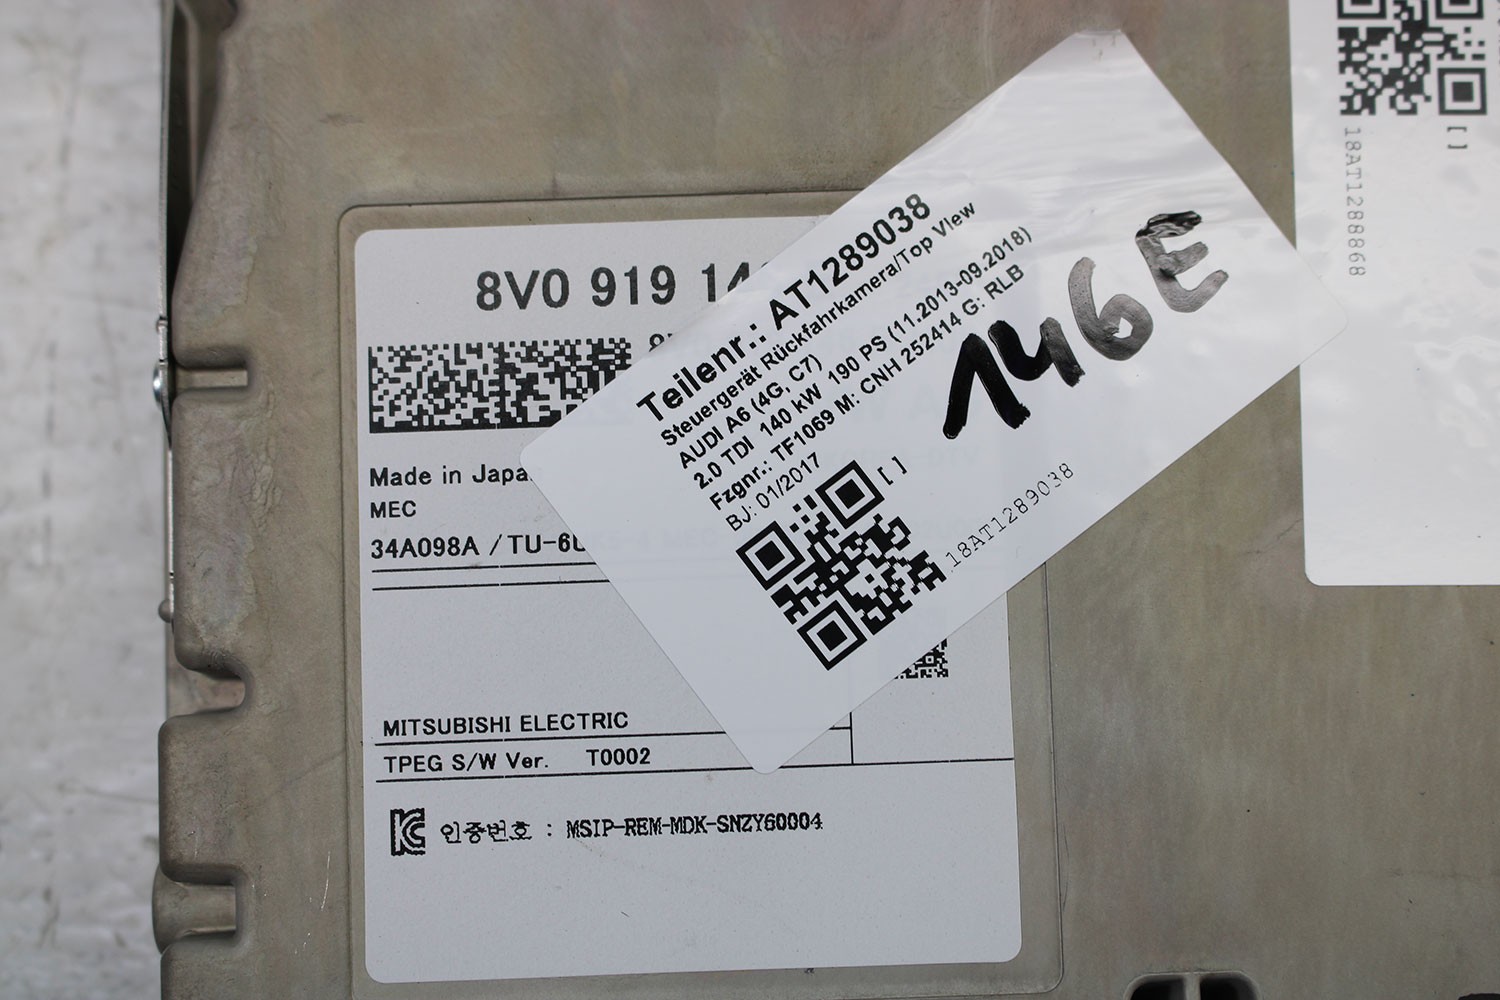 8V0 919 14
Made in Japa
MEC
34A098A / TU-6U
MITSUBISHI ELECTRIC
TPEG S/W Ver. T0002
KC 인증번호 : MSIP-REM-MDK-SNZY60004
Teilenr.: AT1289038
Steuergerät Rückfahrkamera/Top View
AUDI A6 (4G, C7)
2.0 TDI 140 kW 190 PS (11.2013-09.2018)
Fzgnr.: TF1069 M: CNH 252414 G: RLB
BJ: 01/2017
[ ]
18AT1289038
146E
[ ]
18AT1288868